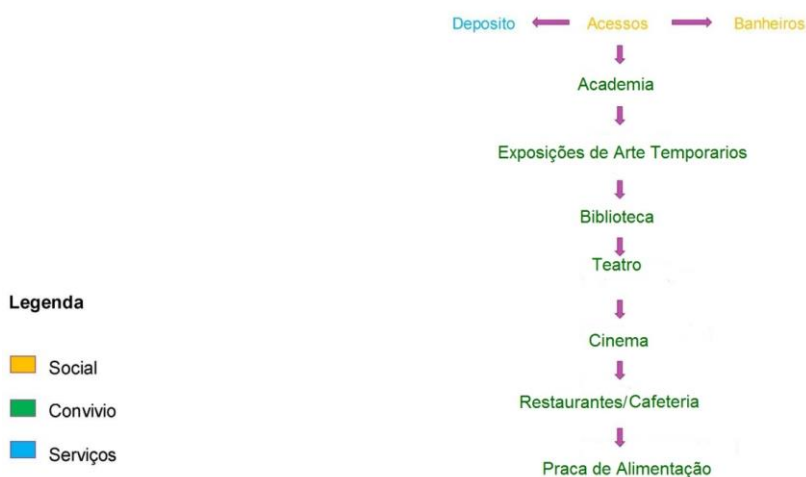 Deposito Acessos Banheiros
Academia
Exposições de Arte Temporarios
Biblioteca
Teatro
Cinema
Restaurantes/Cafeteria
Praca de Alimentação
Legenda
Social
Convivio
Serviços